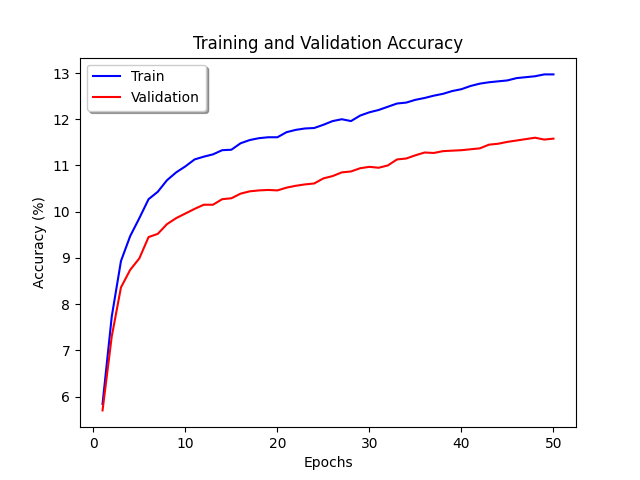 Training and Validation Accuracy
Train
Validation
Accuracy (%)
13
12
11
10
9
8
7
6
0 10 20 30 40 50
Epochs